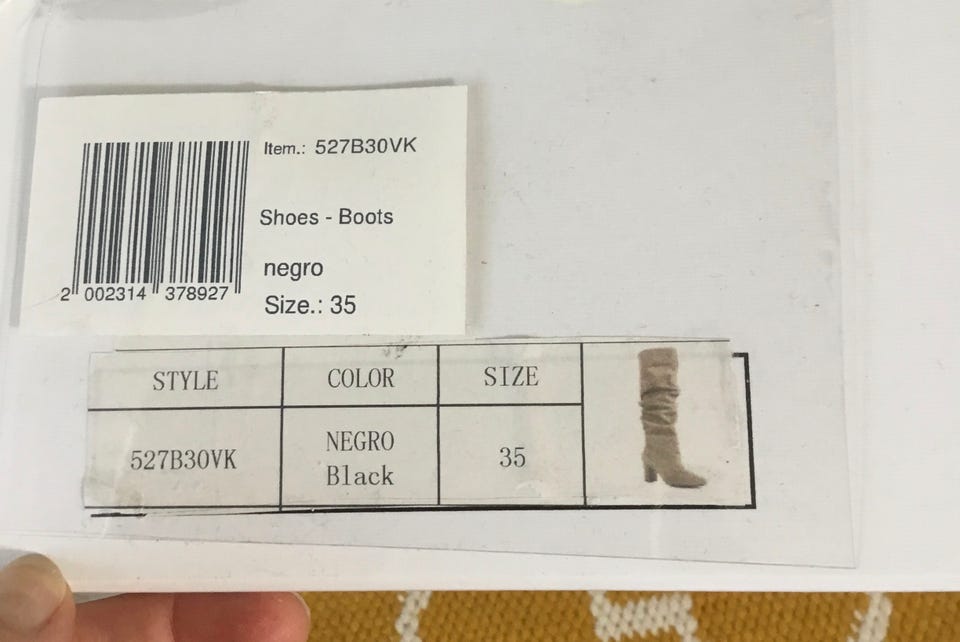 Item.: 527B30VK
Shoes - Boots
negro
Size.: 35
2 002314 378927
STYLE COLOR SIZE
527B30VK NEGRO Black 35